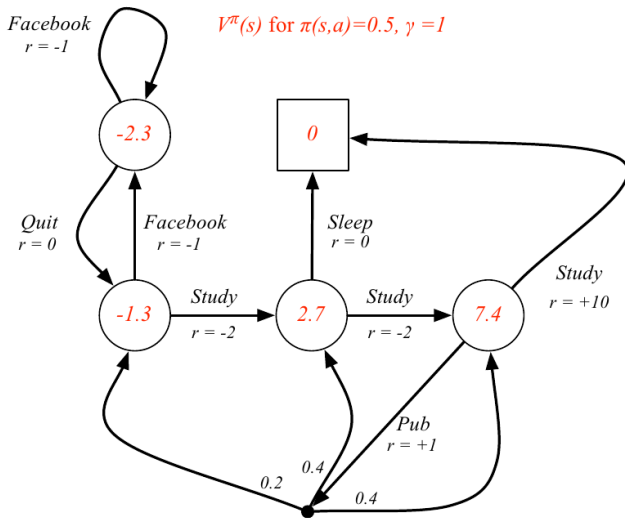 Facebook
r = -1
V^π(s) for π(s,a)=0.5, γ =1
-2.3
0
Quit
r = 0
Facebook
r = -1
Sleep
r = 0
Study
r = +10
-1.3
Study
r = -2
2.7
Study
r = -2
7.4
Pub
r = +1
0.2
0.4
0.4